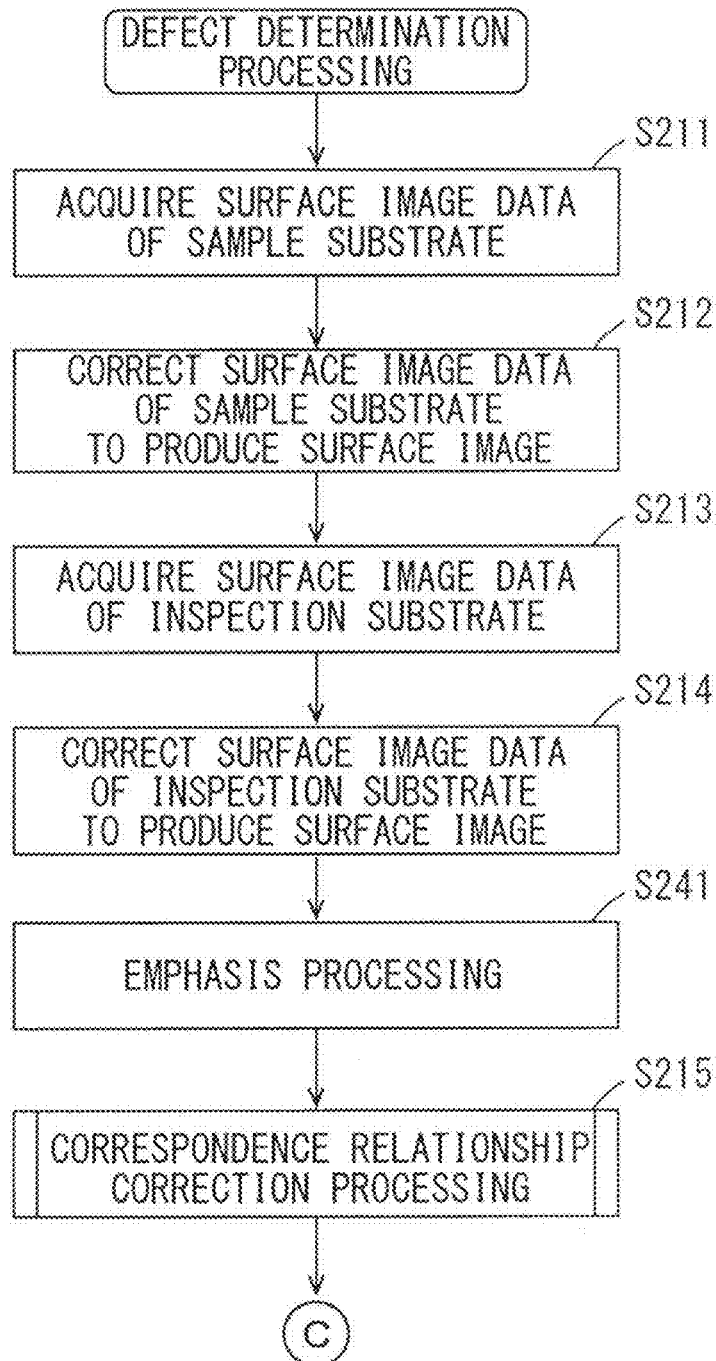 DEFECT DETERMINATION
PROCESSING
S211
ACQUIRE SURFACE IMAGE DATA
OF SAMPLE SUBSTRATE
S212
CORRECT SURFACE IMAGE DATA
OF SAMPLE SUBSTRATE
TO PRODUCE SURFACE IMAGE
S213
ACQUIRE SURFACE IMAGE DATA
OF INSPECTION SUBSTRATE
S214
CORRECT SURFACE IMAGE DATA
OF INSPECTION SUBSTRATE
TO PRODUCE SURFACE IMAGE
S241
EMPHASIS PROCESSING
S215
CORRESPONDENCE RELATIONSHIP
CORRECTION PROCESSING
C